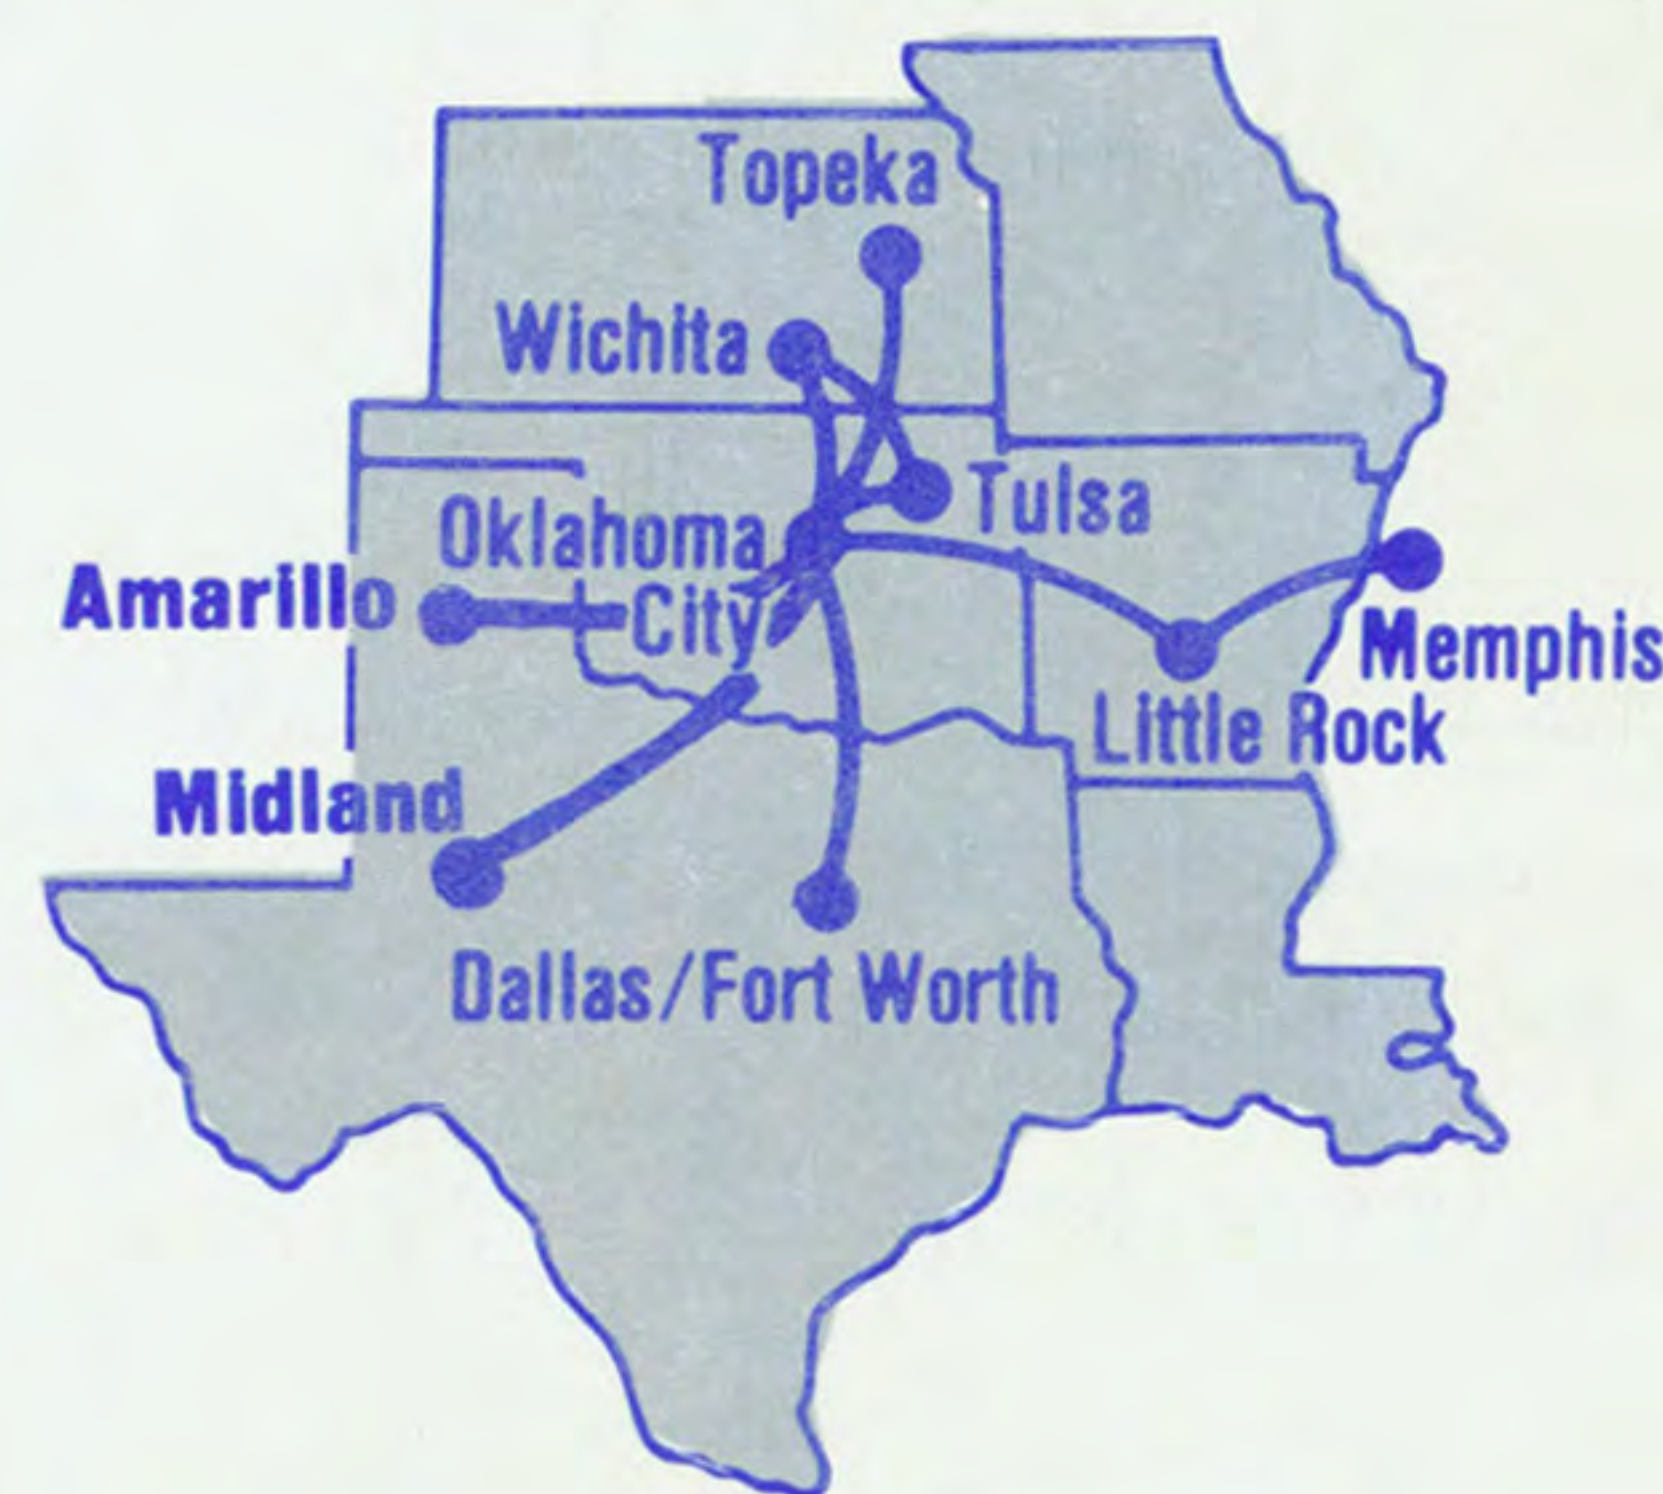 Topeka
Wichita
Tulsa
Oklahoma
City
Amarillo
Memphis
Little Rock
Midland
Dallas/Fort Worth